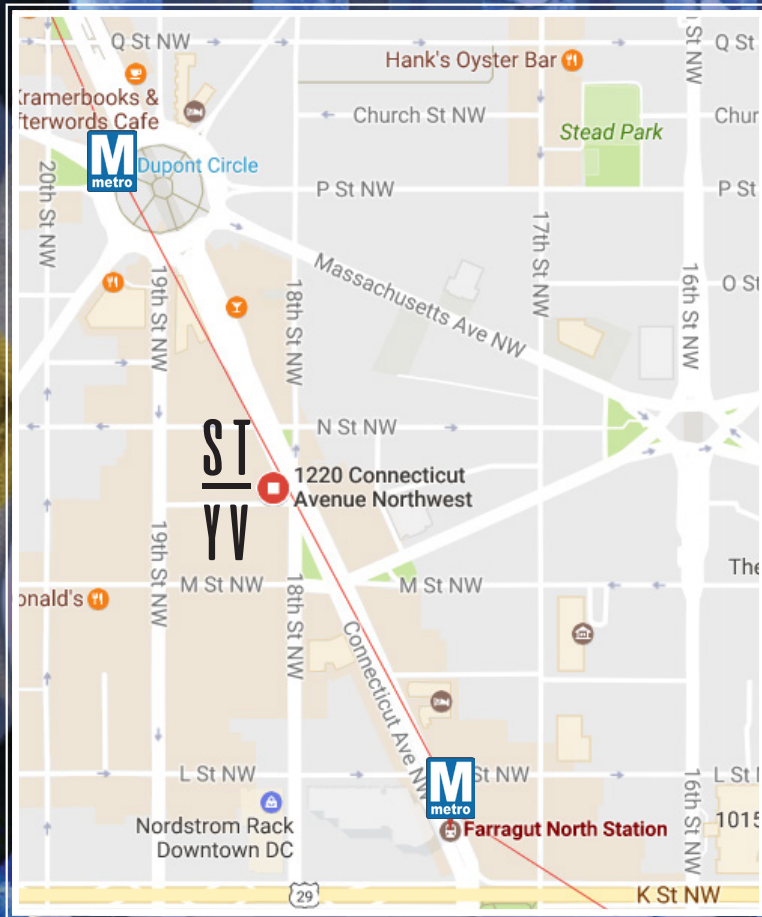 Q St NW
Hank's Oyster Bar
St NW
Q St
Kramerbooks &
fterwords Cafe
Church St NW
Chur
Stead Park
M
metro
Dupont Circle
20th St NW
P St NW
P St
17th St NW
16th St NW
19th St NW
18th St NW
Massachusetts Ave NW
O St
N St NW
ST
YV
1220 Connecticut
Avenue Northwest
19th St NW
The
M St NW
M St NW
onald's
18th St NW
Connecticut Ave NW
M
metro
L St NW
St NW
16th St NW
L St
Nordstrom Rack
Downtown DC
Farragut North Station
1015
29
K St NW